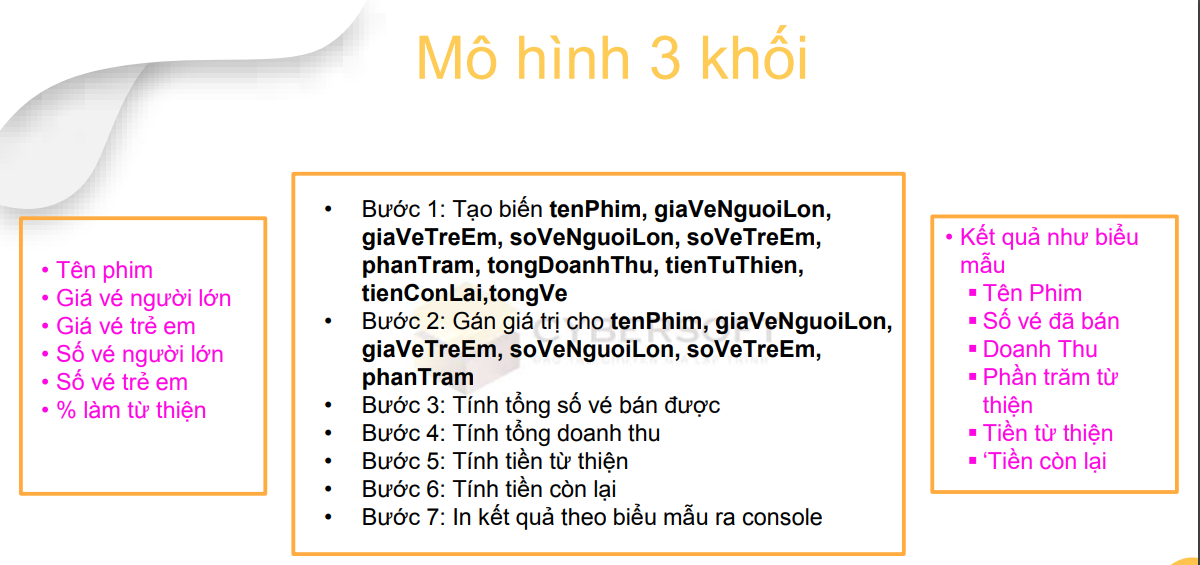 Mô hình 3 khối
• Tên phim
• Giá vé người lớn
• Giá vé trẻ em
• Số vé người lớn
• Số vé trẻ em
• % làm từ thiện
• Bước 1: Tạo biến tenPhim, giaVeNguoiLon,
giaVeTreEm, soVeNguoiLon, soVeTreEm,
phanTram, tongDoanhThu, tienTuThien,
tienConLai,tongVe
• Bước 2: Gán giá trị cho tenPhim, giaVeNguoiLon,
giaVeTreEm, soVeNguoiLon, soVeTreEm,
phanTram
• Bước 3: Tính tổng số vé bán được
• Bước 4: Tính tổng doanh thu
• Bước 5: Tính tiền từ thiện
• Bước 6: Tính tiền còn lại
• Bước 7: In kết quả theo biểu mẫu ra console
CYBERSOFT
• Kết quả như biểu
mẫu
▪ Tên Phim
▪ Số vé đã bán
▪ Doanh Thu
▪ Phần trăm từ
thiện
▪ Tiền từ thiện
▪ ‘Tiền còn lại